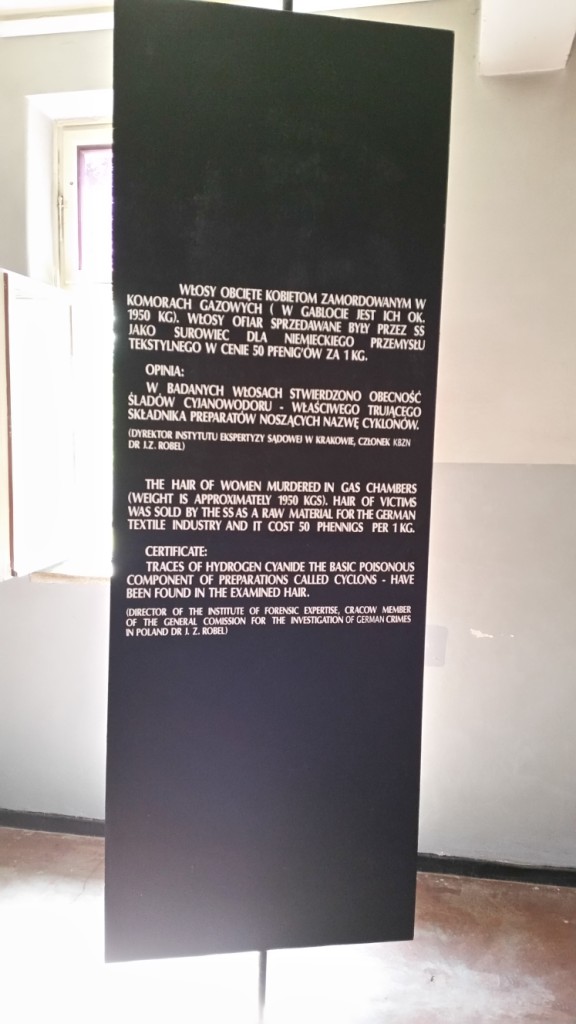 WŁOSY OBCIĘTE KOBIETOM ZAMORDOWANYM W
KOMORACH GAZOWYCH ( W GABLOCIE JEST ICH OK.
1950 KG). WŁOSY OFIAR SPRZEDAWANE BYŁY PRZEZ SS
JAKO SUROWIEC DLA NIEMIECKIEGO PRZEMYSŁU
TEKSTYLNEGO W CENIE 50 PFENIG'ÓW ZA 1 KG.
OPINIA:
W BADANYCH WŁOSACH STWIERDZONO OBECNOŚĆ
ŚLADÓW CYJANOWODORU - WŁAŚCIWEGO TRUJĄCEGO
SKŁADNIKA PREPARATÓW NOSZĄCYCH NAZWĘ CYKLONÓW.
(DYREKTOR INSTYTUTU EKSPERTYZY SĄDOWEJ W KRAKOWIE, CZŁONEK KBZN
DR J.Z. ROBEL)
THE HAIR OF WOMEN MURDERED IN GAS CHAMBERS
(WEIGHT IS APPROXIMATELY 1950 KGS). HAIR OF VICTIMS
WAS SOLD BY THE SS AS A RAW MATERIAL FOR THE GERMAN
TEXTILE INDUSTRY AND IT COST 50 PHENNIGS PER 1 KG.
CERTIFICATE:
TRACES OF HYDROGEN CYANIDE THE BASIC POISONOUS
COMPONENT OF PREPARATIONS CALLED CYCLONS - HAVE
BEEN FOUND IN THE EXAMINED HAIR.
(DIRECTOR OF THE INSTITUTE OF FORENSIC EXPERTISE, CRACOW MEMBER
OF THE GENERAL COMISSION FOR THE INVESTIGATION OF GERMAN CRIMES
IN POLAND DR J. Z. ROBEL)